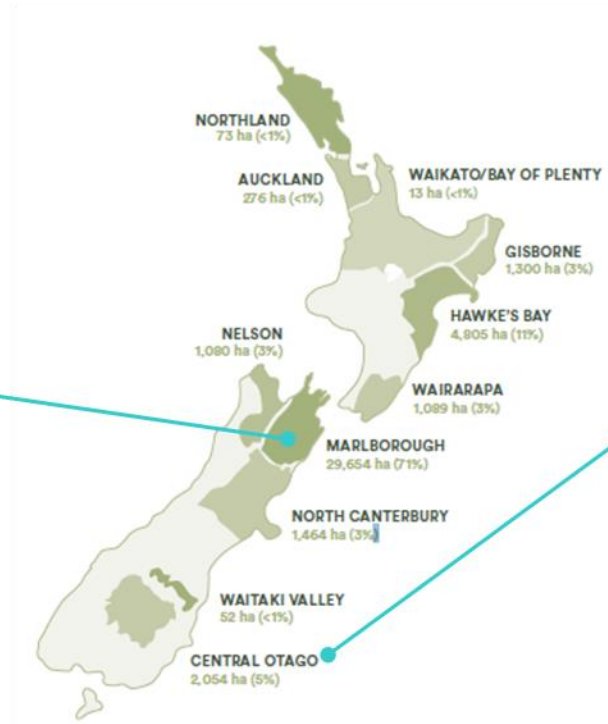 NORTHLAND
73 ha (<1%)
AUCKLAND
276 ha (<1%)
WAIKATO/BAY OF PLENTY
13 ha (<1%)
GISBORNE
1,300 ha (3%)
HAWKE'S BAY
4,805 ha (11%)
NELSON
1,080 ha (3%)
WAIRARAPA
1,089 ha (3%)
MARLBOROUGH
29,654 ha (71%)
NORTH CANTERBURY
1,464 ha (3%)
WAITAKI VALLEY
52 ha (<1%)
CENTRAL OTAGO
2,054 ha (5%)